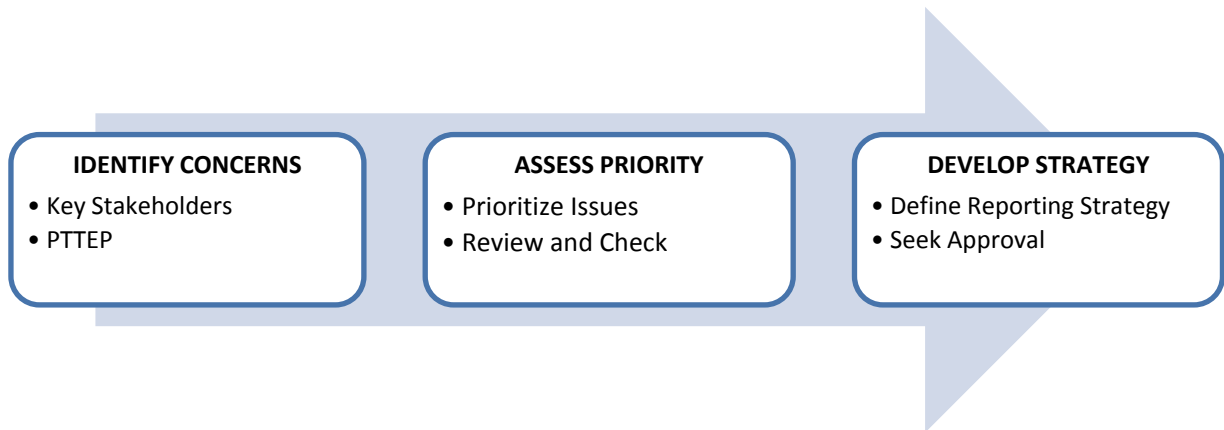 IDENTIFY CONCERNS
• Key Stakeholders
• PTTEP
ASSESS PRIORITY
• Prioritize Issues
• Review and Check
DEVELOP STRATEGY
• Define Reporting Strategy
• Seek Approval